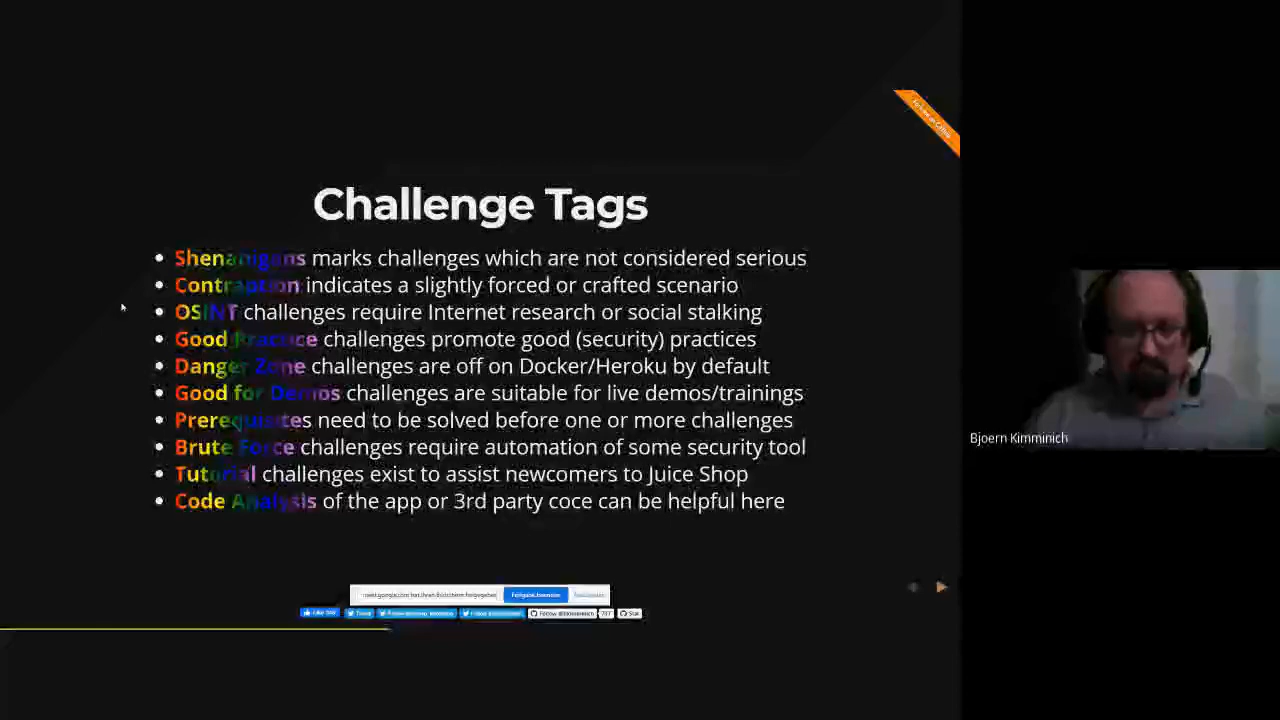 Challenge Tags
Shenanigans marks challenges which are not considered serious
Contraption indicates a slightly forced or crafted scenario
OSINT challenges require Internet research or social stalking
Good Practice challenges promote good (security) practices
Danger Zone challenges are off on Docker/Heroku by default
Good for Demos challenges are suitable for live demos/trainings
Prerequisites need to be solved before one or more challenges
Brute Force challenges require automation of some security tool
Tutorial challenges exist to assist newcomers to Juice Shop
Code Analysis of the app or 3rd party coce can be helpful here
Bjoern Kimminich